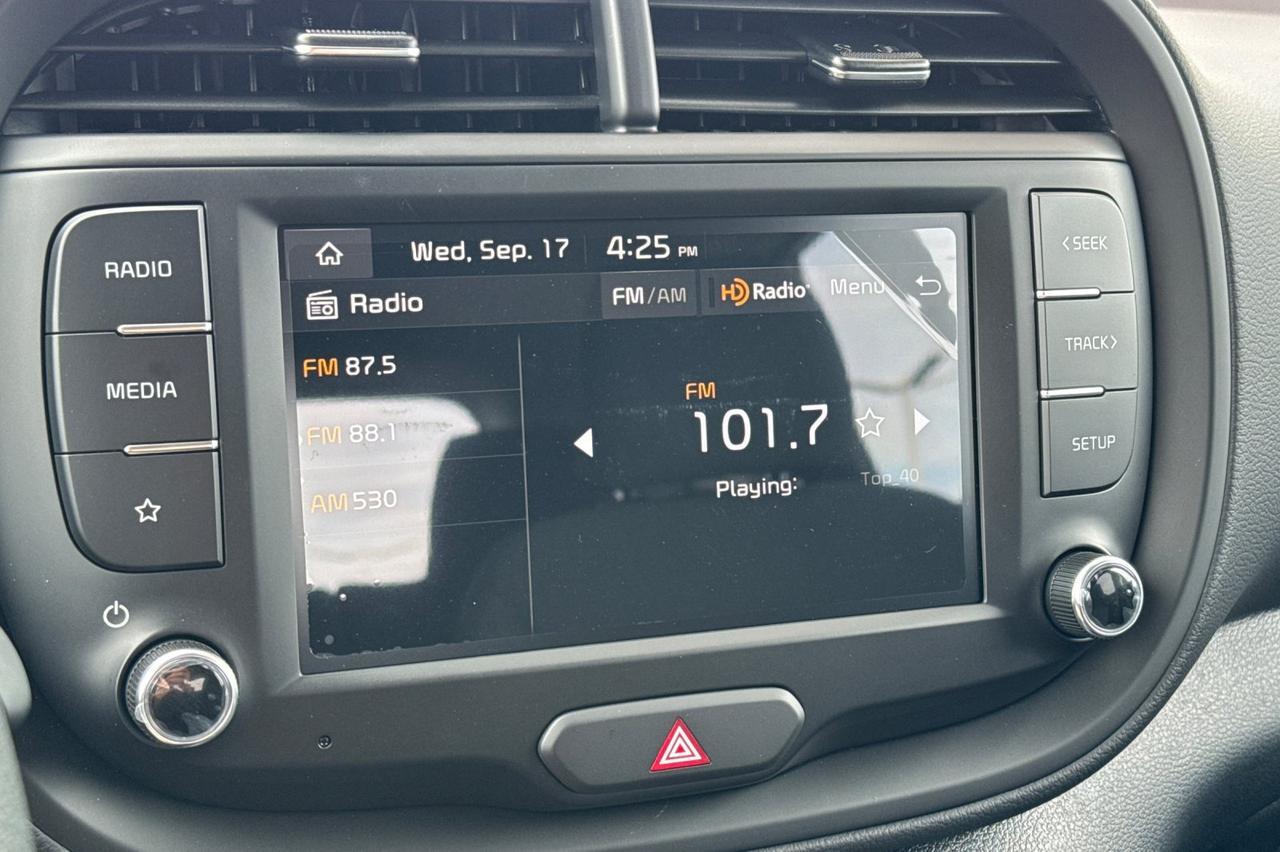 RADIO
MEDIA
Wed, Sep. 17 4:25 PM
Radio FM/AM HD Radio Menu
FM 87.5
FM 88.1
AM 530
FM
101.7
Playing: Top_40
< SEEK
TRACK >
SETUP